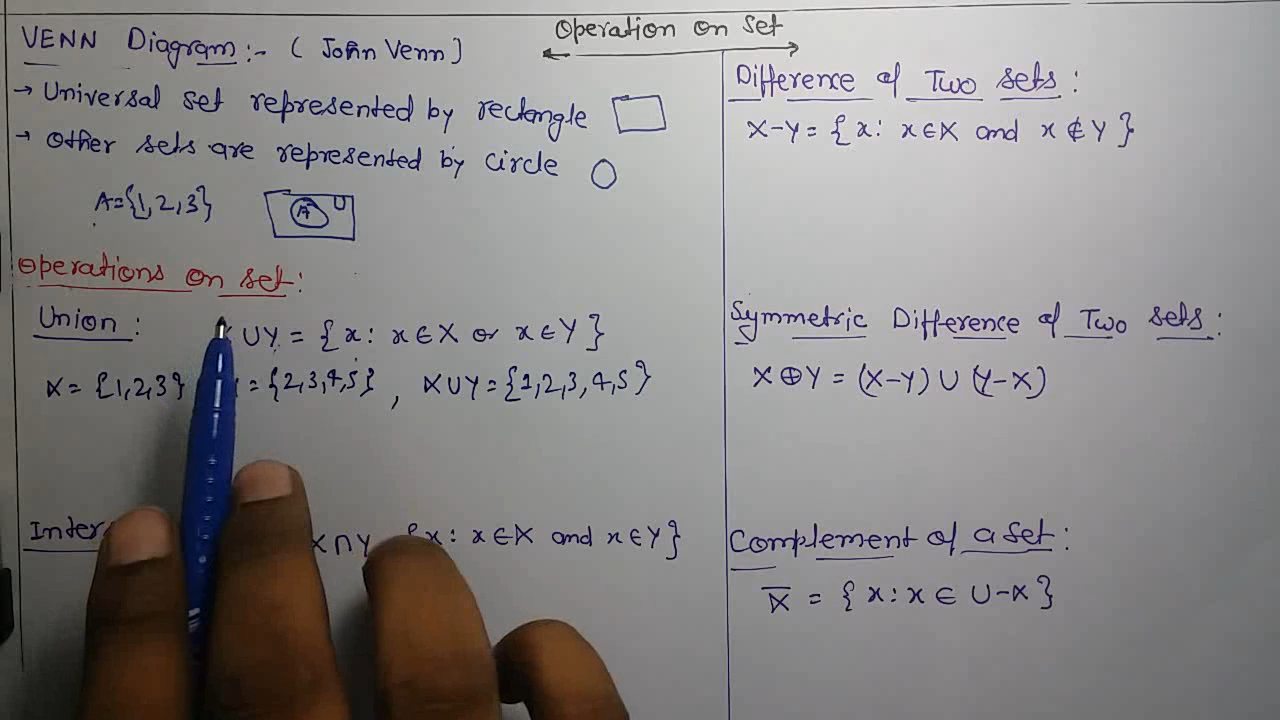 Operation on Set
VENN Diagram:- (John Venn)
→ Universal set represented by rectangle
→ Other sets are represented by circle
A={1,2,3}
A U
Operations on set:
Union: X∪Y = {x: x∈X or x∈Y}
X = {1,2,3} = {2,3,4,5}, X∪Y = {1,2,3,4,5}
X∩Y {x: x∈X and x∈Y}
Difference of Two sets:
X-Y = {x: x∈X and x∉Y}
Symmetric Difference of Two sets:
X⊕Y = (X-Y) ∪ (Y-X)
Complement of a set:
X̅ = {x: x∈ U-X}